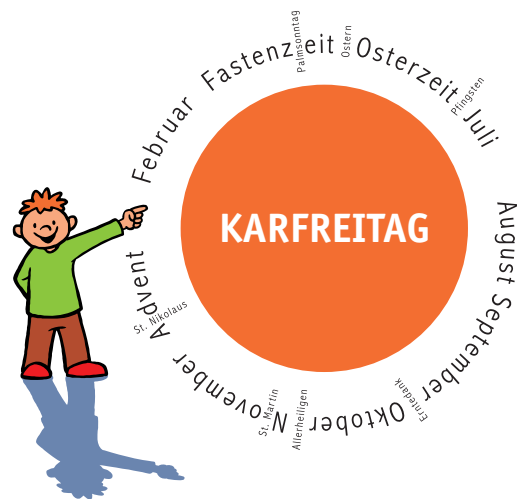 KARFREITAG
Februar
Fastenzeit
Palmsonntag
Ostern
Osterzeit
Pfingsten
Juli
August
September
Erntedank
Oktober
Allerheiligen
St. Martin
November
St. Nikolaus
Advent